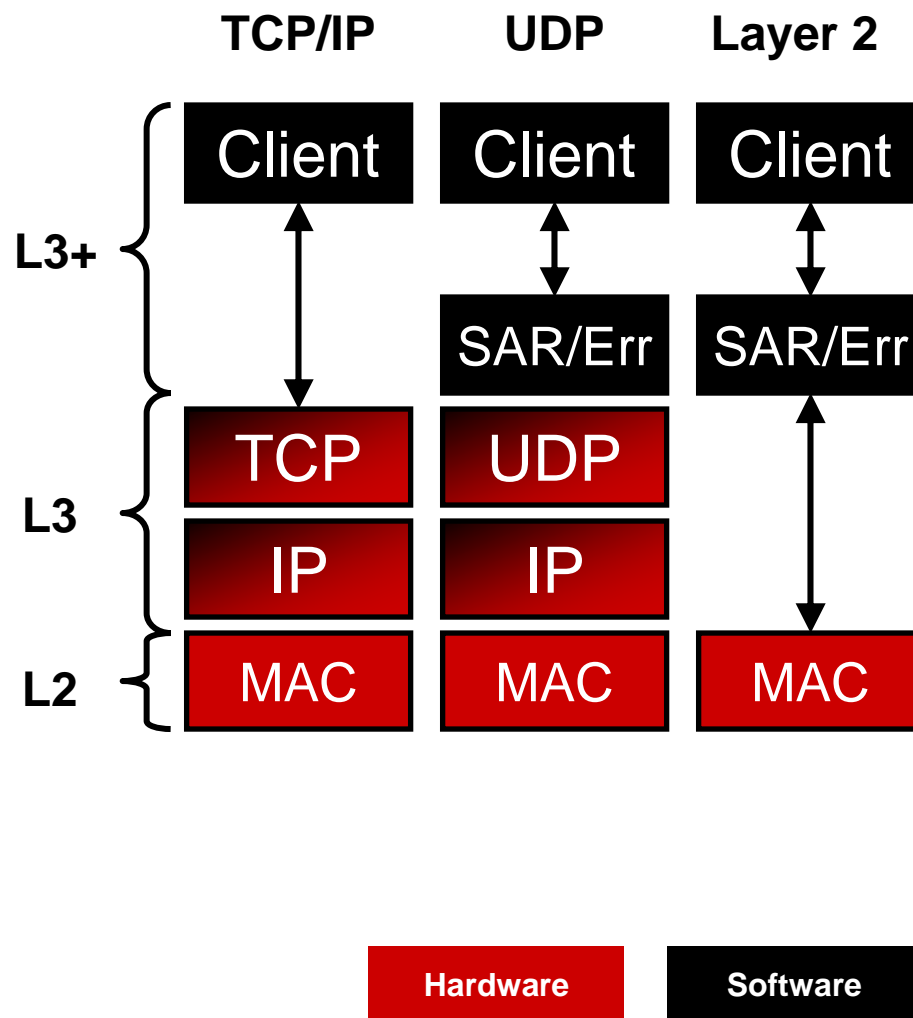 TCP/IP UDP Layer 2
Client Client Client
L3+
SAR/Err SAR/Err
TCP UDP
L3
IP IP
MAC MAC MAC
L2
Hardware Software